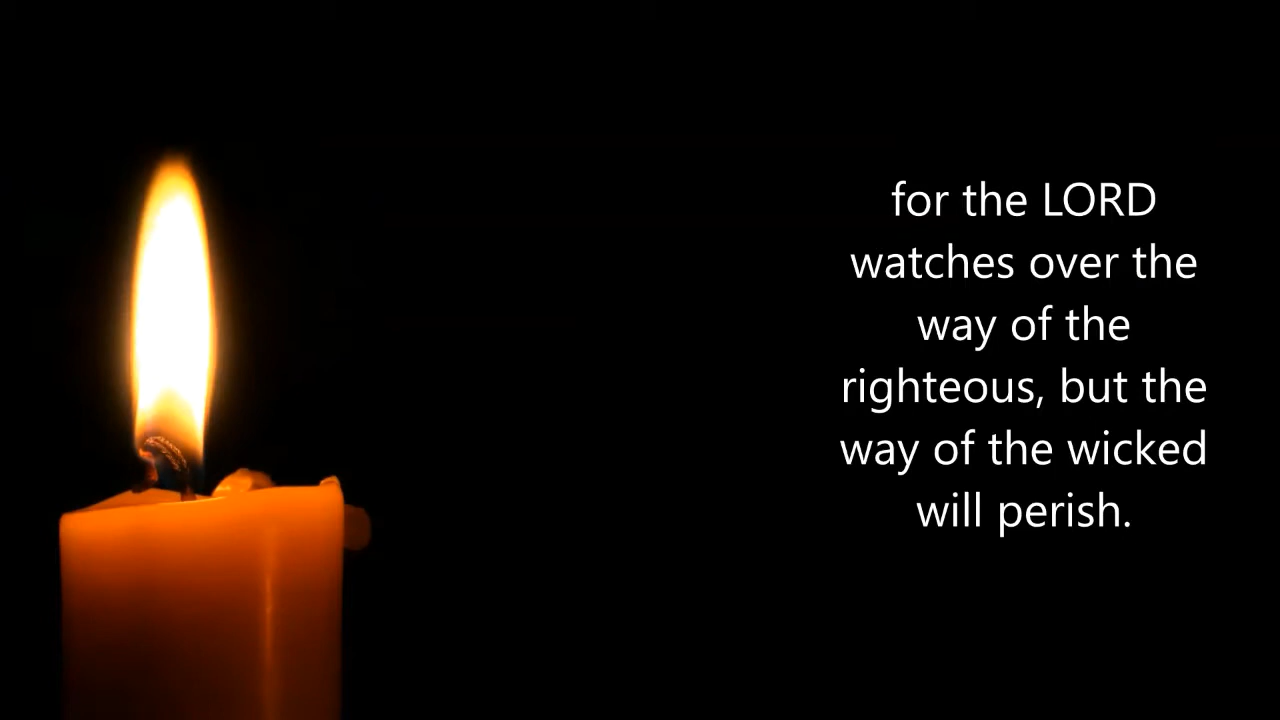 for the LORD
watches over the
way of the
righteous, but the
way of the wicked
will perish.